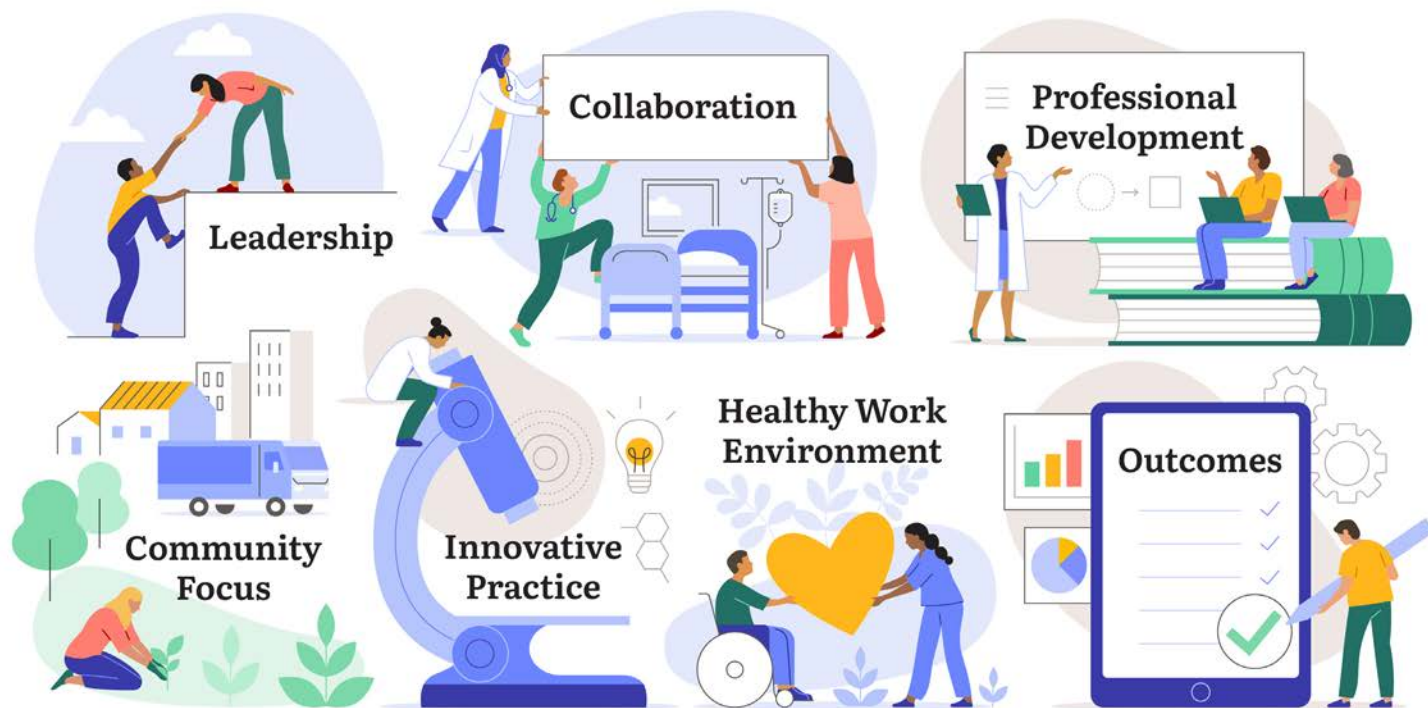 Leadership
Collaboration
Professional
Development
Community
Focus
Innovative
Practice
Healthy Work
Environment
Outcomes